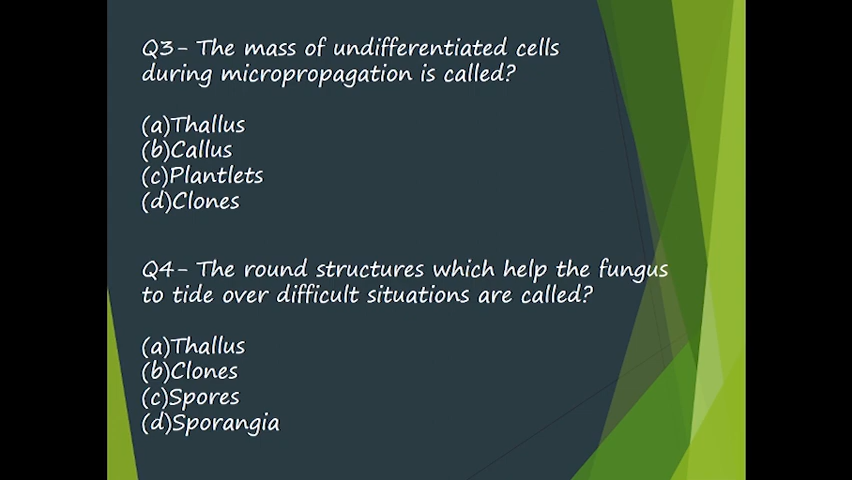 Q3- The mass of undifferentiated cells
during micropropagation is called?
(a)Thallus
(b)Callus
(c)Plantlets
(d)Clones
Q4- The round structures which help the fungus
to tide over difficult situations are called?
(a)Thallus
(b)Clones
(c)Spores
(d)Sporangia